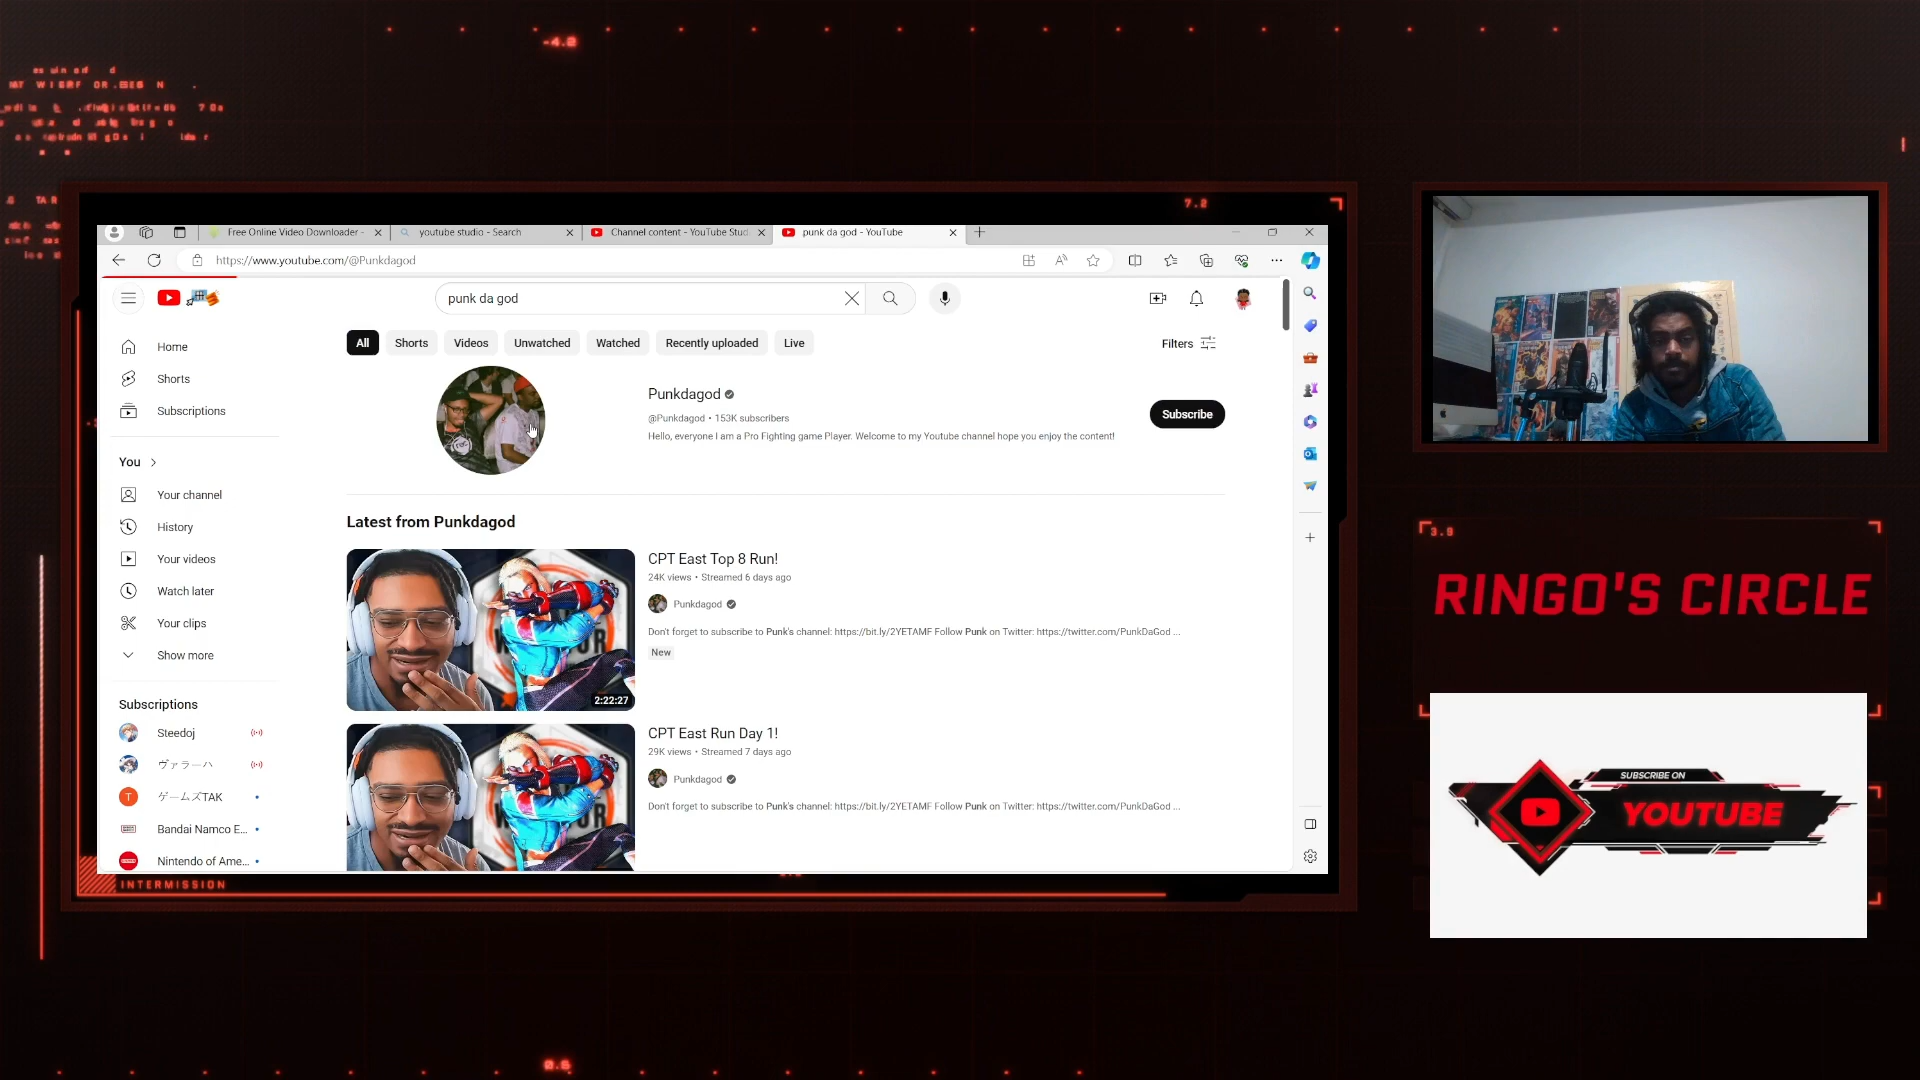 -4.2
7.2
Free Online Video Downloader -
youtube studio - Search
Channel content - YouTube Stud
punk da god - YouTube
https://www.youtube.com/@Punkdagod
punk da god
All
Shorts
Videos
Unwatched
Watched
Recently uploaded
Live
Filters
Home
Shorts
Subscriptions
You
Your channel
History
Your videos
Watch later
Your clips
Show more
Subscriptions
Steedoj
ヴァラーハ
T
ゲームズTAK
Bandai Namco E...
Nintendo of Ame...
Punkdagod
@Punkdagod • 153K subscribers
Hello, everyone I am a Pro Fighting game Player. Welcome to my Youtube channel hope you enjoy the content!
Subscribe
Latest from Punkdagod
CPT East Top 8 Run!
24K views • Streamed 6 days ago
Punkdagod
Don't forget to subscribe to Punk's channel: https://bit.ly/2YETAMF Follow Punk on Twitter: https://twitter.com/PunkDaGod ...
New
2:22:27
CPT East Run Day 1!
29K views • Streamed 7 days ago
Punkdagod
Don't forget to subscribe to Punk's channel: https://bit.ly/2YETAMF Follow Punk on Twitter: https://twitter.com/PunkDaGod ...
INTERMISSION
3.9
RINGO'S CIRCLE
SUBSCRIBE ON
YOUTUBE